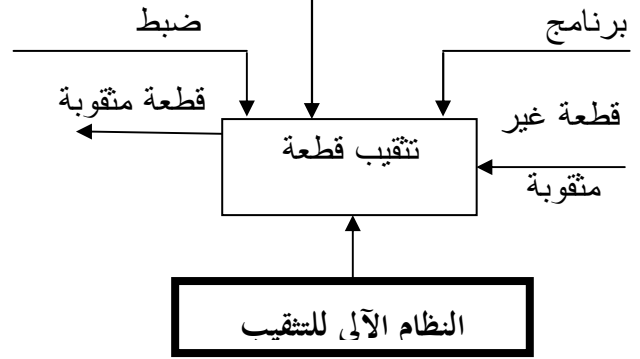 برنامج
ضبط
قطعة غير
مثقوبة
تثقيب قطعة
قطعة مثقوبة
النظام الآلي للتثقيب